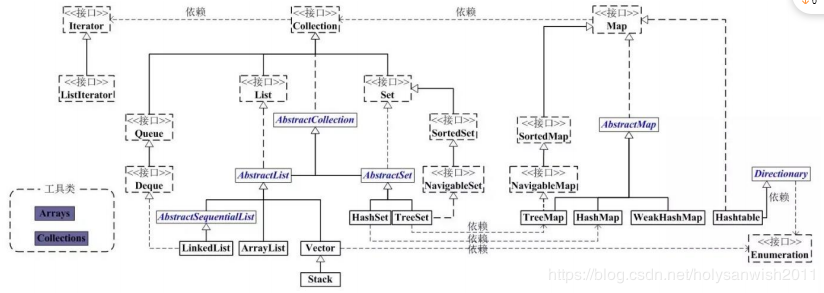 0
<<接口>>
Iterator
依赖
<<接口>>
Collection
依赖
<<接口>>
Map
<<接口>>
ListIterator
<<接口>>
List
<<接口>>
Set
<<接口>>
Queue
AbstractCollection
<<接口>>
SortedSet
<<接口>>
SortedMap
AbstractMap
<<接口>>
Deque
AbstractList
AbstractSet
<<接口>>
NavigableSet
<<接口>>
NavigableMap
Directionary
依赖
工具类
Arrays
Collections
AbstractSequentialList
HashSet
TreeSet
TreeMap
HashMap
WeakHashMap
Hashtable
依赖
依赖
依赖
LinkedList
ArrayList
Vector
<<接口>>
Enumeration
Stack
https://blog.csdn.net/holysanwish2011